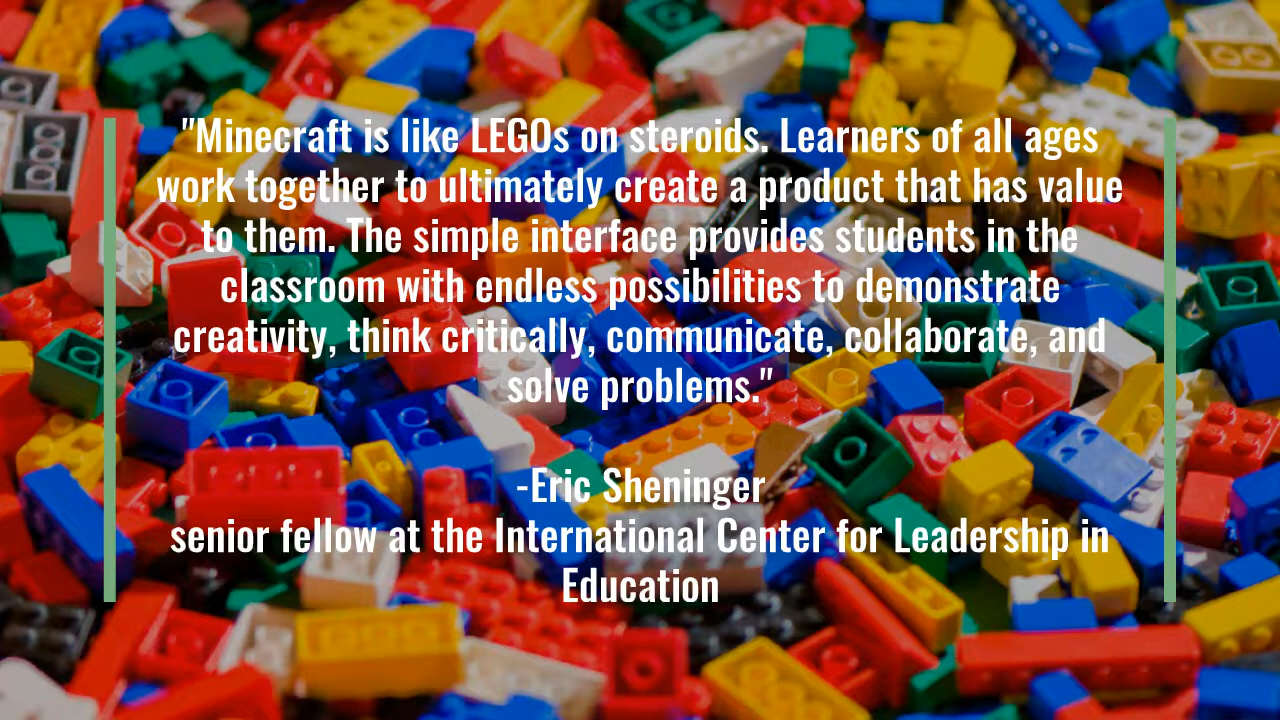 "Minecraft is like LEGOs on steroids. Learners of all ages
work together to ultimately create a product that has value
to them. The simple interface provides students in the
classroom with endless possibilities to demonstrate
creativity, think critically, communicate, collaborate, and
solve problems."
-Eric Sheninger
senior fellow at the International Center for Leadership in
Education